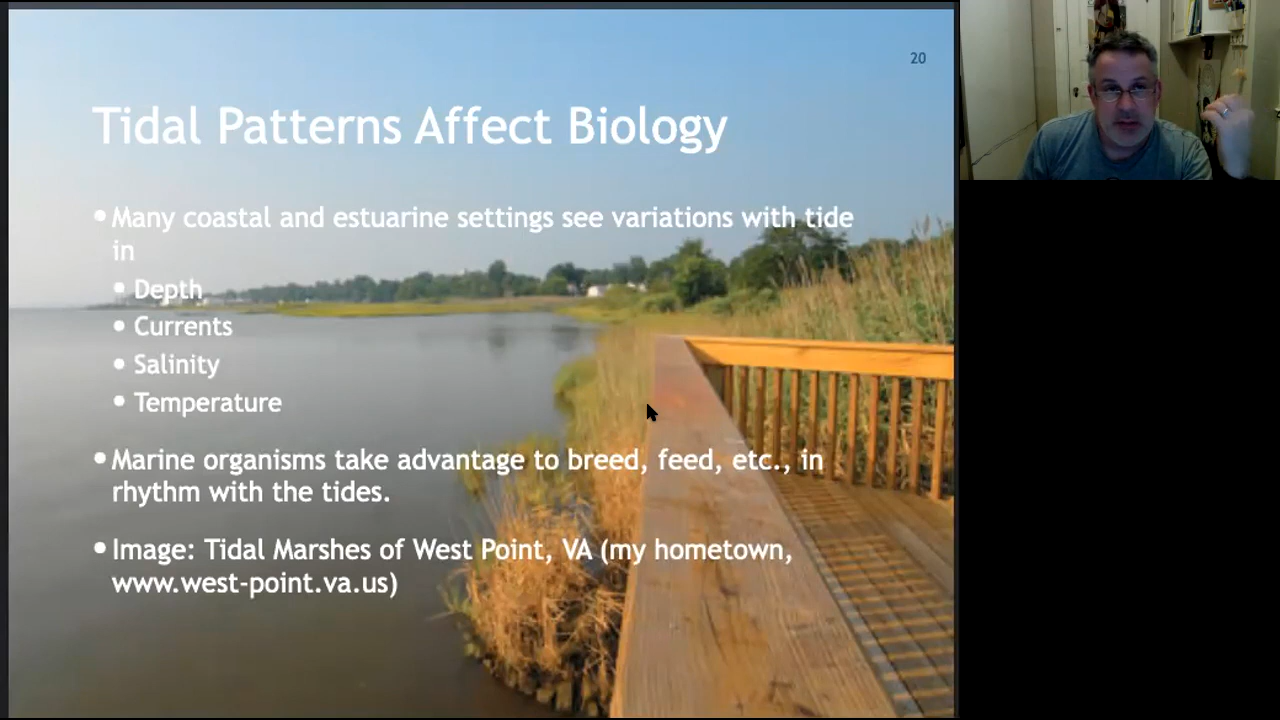 20
Tidal Patterns Affect Biology
• Many coastal and estuarine settings see variations with tide
in
• Depth
• Currents
• Salinity
• Temperature
• Marine organisms take advantage to breed, feed, etc., in
rhythm with the tides.
• Image: Tidal Marshes of West Point, VA (my hometown,
www.west-point.va.us)